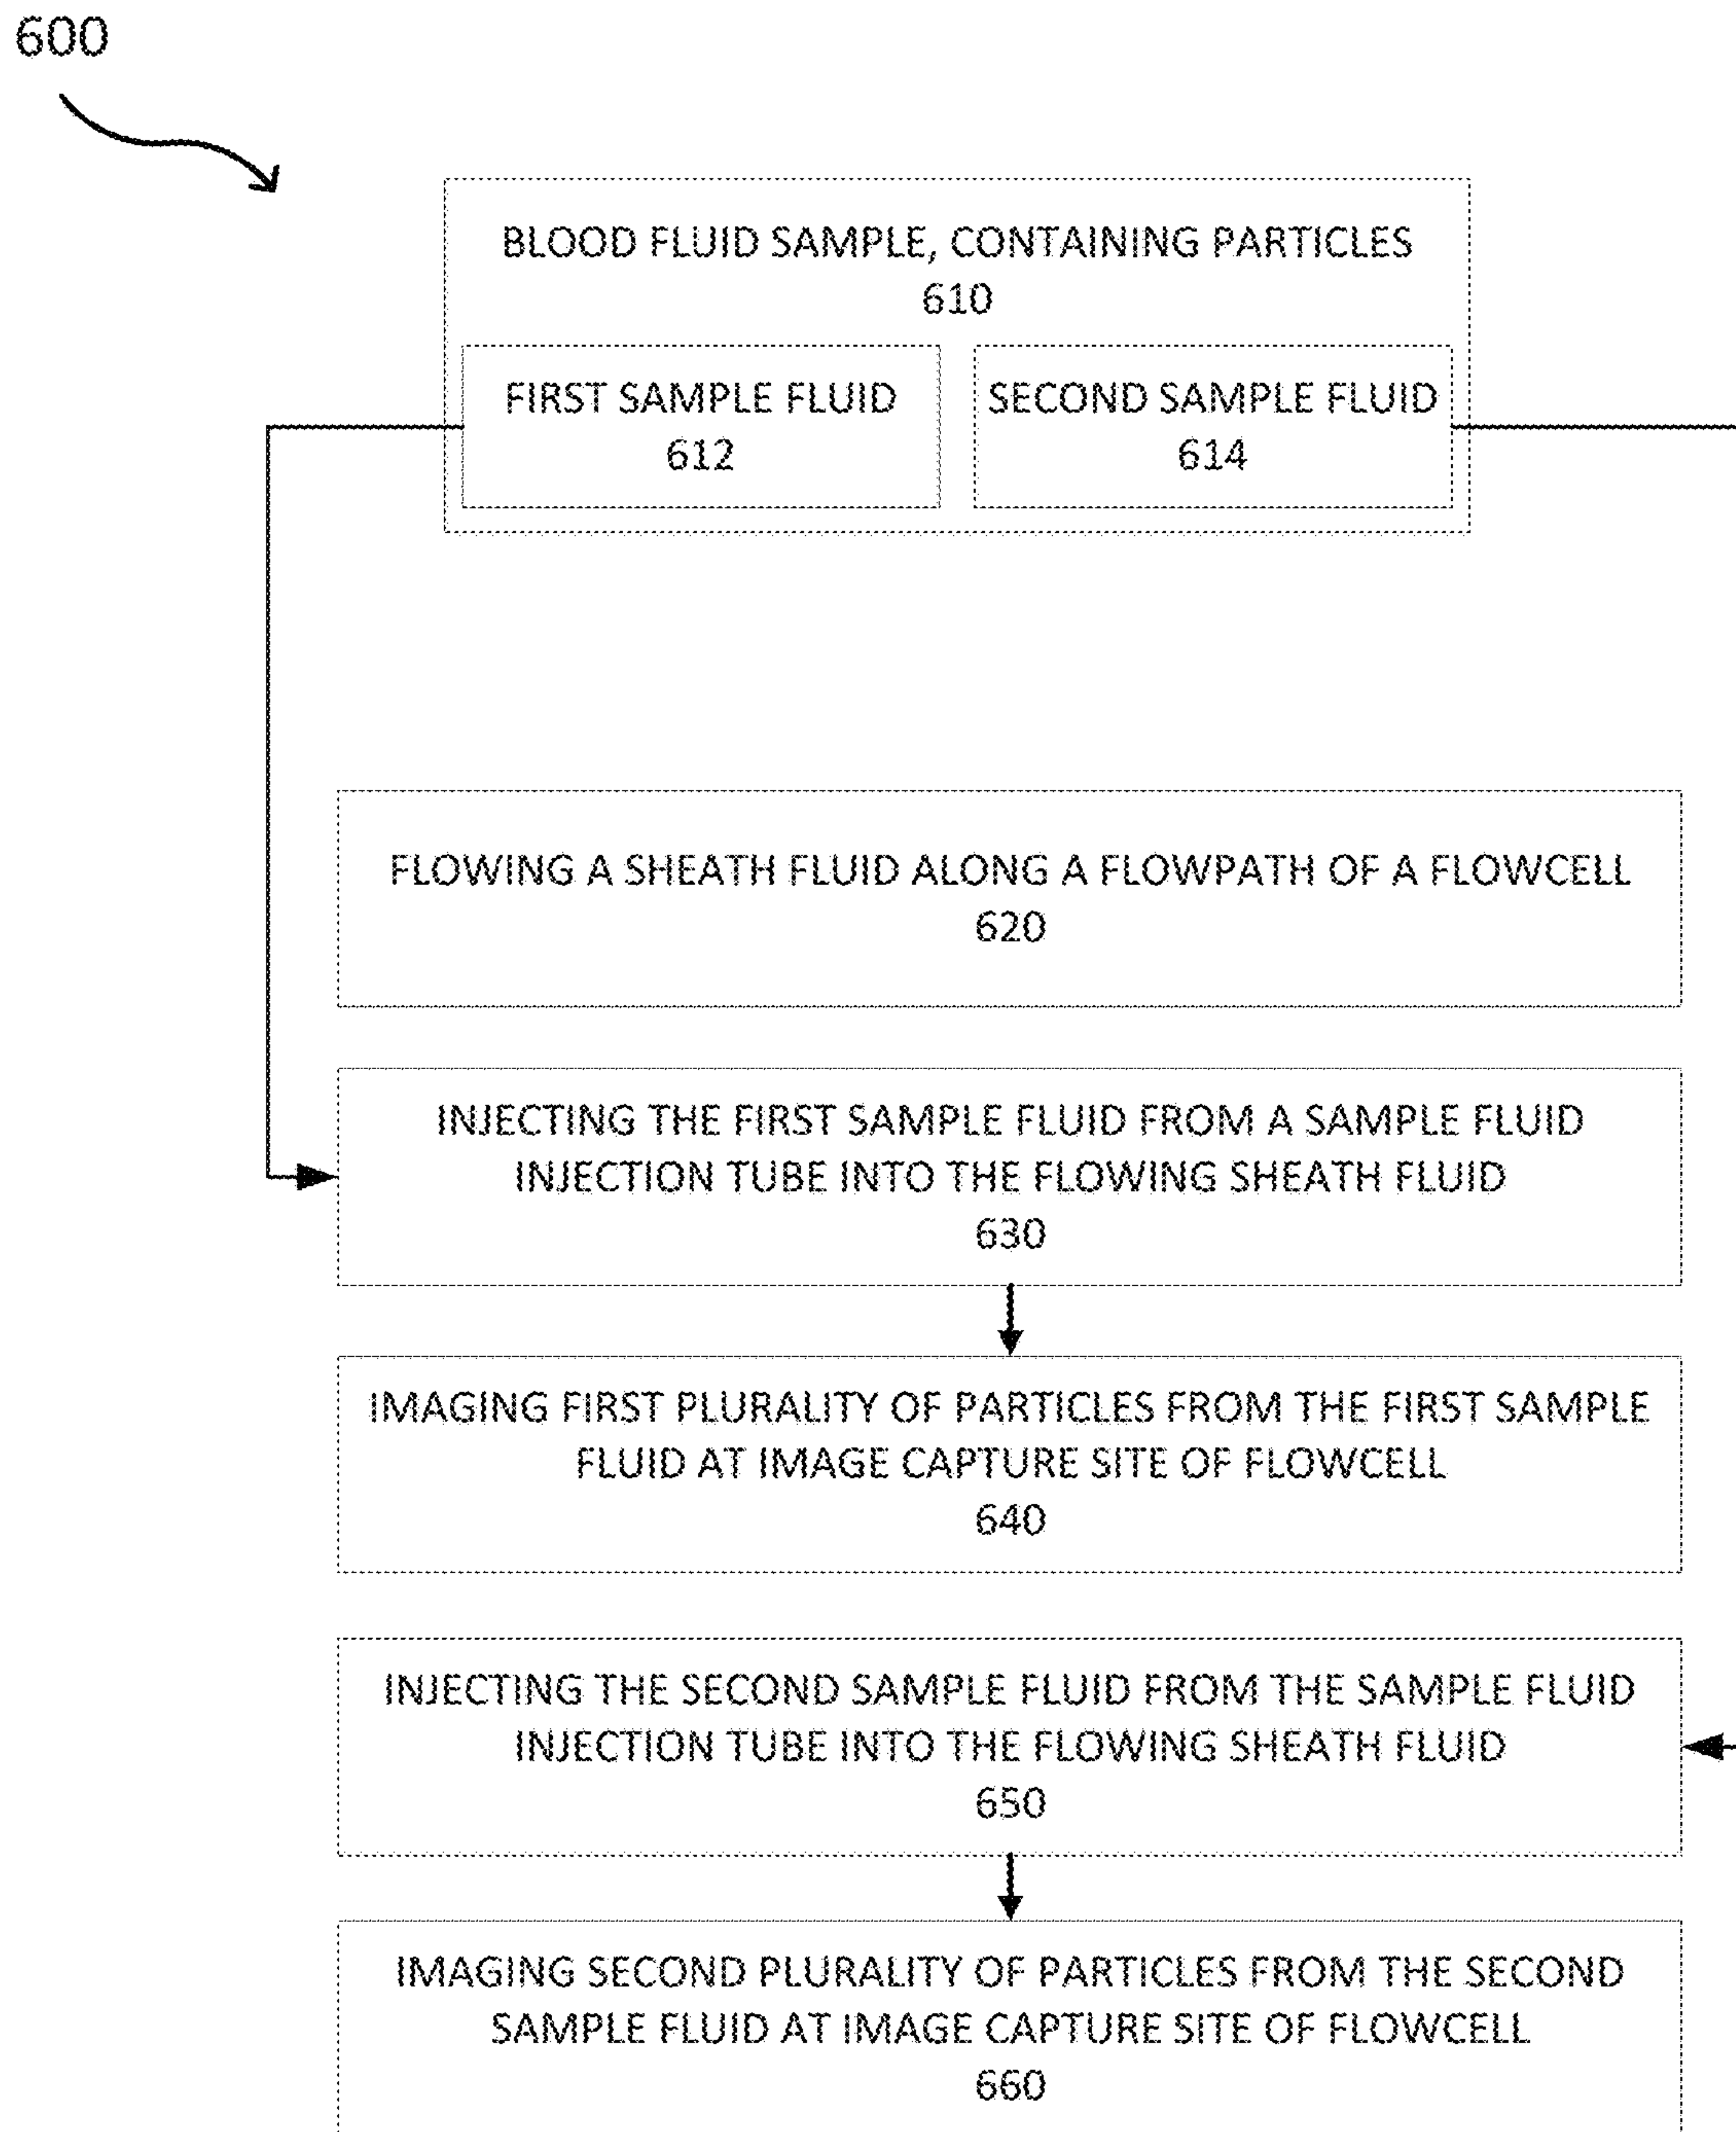 600
BLOOD FLUID SAMPLE, CONTAINING PARTICLES
610
FIRST SAMPLE FLUID
612
SECOND SAMPLE FLUID
614
FLOWING A SHEATH FLUID ALONG A FLOWPATH OF A FLOWCELL
620
INJECTING THE FIRST SAMPLE FLUID FROM A SAMPLE FLUID
INJECTION TUBE INTO THE FLOWING SHEATH FLUID
630
IMAGING FIRST PLURALITY OF PARTICLES FROM THE FIRST SAMPLE
FLUID AT IMAGE CAPTURE SITE OF FLOWCELL
640
INJECTING THE SECOND SAMPLE FLUID FROM THE SAMPLE FLUID
INJECTION TUBE INTO THE FLOWING SHEATH FLUID
650
IMAGING SECOND PLURALITY OF PARTICLES FROM THE SECOND
SAMPLE FLUID AT IMAGE CAPTURE SITE OF FLOWCELL
660